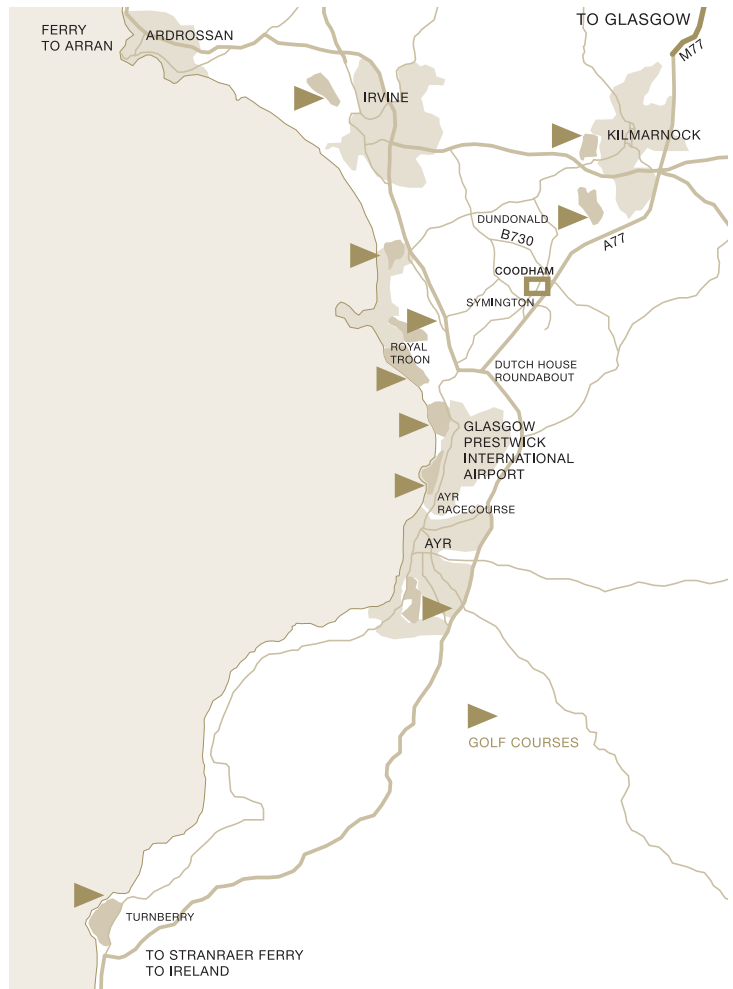 TO GLASGOW
FERRY
TO ARRAN
ARDROSSAN
M77
IRVINE
KILMARNOCK
DUNDONALD
B730
A77
COODHAM
SYMINGTON
ROYAL
TROON
DUTCH HOUSE
ROUNDABOUT
GLASGOW
PRESTWICK
INTERNATIONAL
AIRPORT
AYR
RACECOURSE
AYR
GOLF COURSES
TURNBERRY
TO STRANRAER FERRY
TO IRELAND